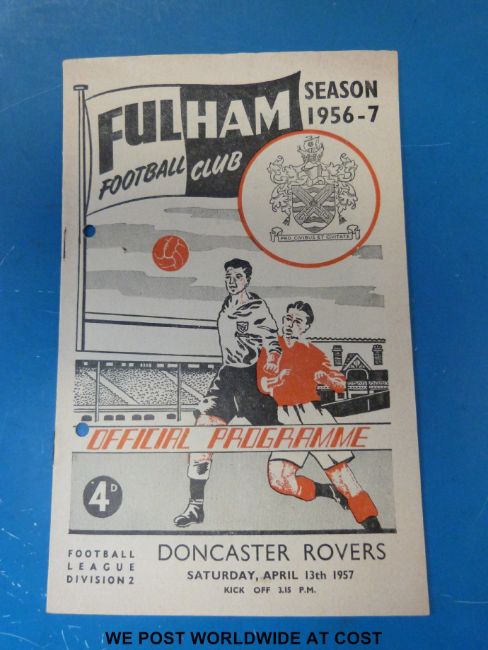 FULHAM
FOOTBALL CLUB
SEASON
1956-7
PRO CIVIBUS ET CIVITATE
OFFICIAL PROGRAMME
4D
FOOTBALL
LEAGUE
DIVISION 2
DONCASTER ROVERS
SATURDAY, APRIL 13th 1957
KICK OFF 3.15 P.M.
WE POST WORLDWIDE AT COST